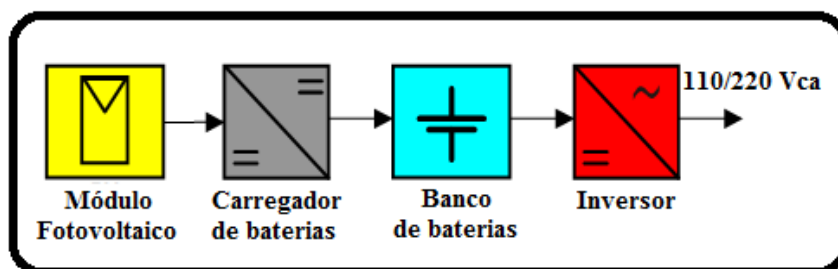 110/220 Vca
Módulo
Fotovoltaico
Carregador
de baterias
Banco
de baterias
Inversor